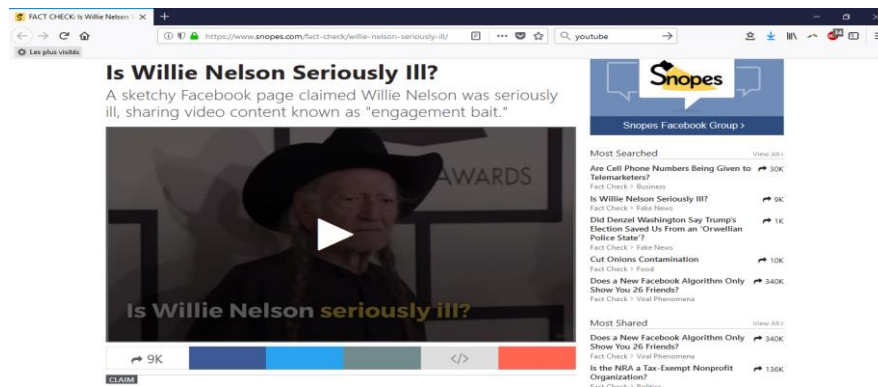 FACT CHECK: Is Willie Nelson S
https://www.snopes.com/fact-check/willie-nelson-seriously-ill/
youtube
Les plus visités
Is Willie Nelson Seriously Ill?
A sketchy Facebook page claimed Willie Nelson was seriously
ill, sharing video content known as "engagement bait."
AWARDS
Is Willie Nelson seriously ill?
9K
</>
CLAIM
Snopes
Snopes Facebook Group >
Most Searched View All >
Are Cell Phone Numbers Being Given to 30K
Telemarketers?
Fact Check > Business
Is Willie Nelson Seriously Ill? 9K
Fact Check > Fake News
Did Denzel Washington Say Trump's 1K
Election Saved Us From an 'Orwellian
Police State'?
Fact Check > Fake News
Cut Onions Contamination 10K
Fact Check > Food
Does a New Facebook Algorithm Only 340K
Show You 26 Friends?
Fact Check > Viral Phenomena
Most Shared View All >
Does a New Facebook Algorithm Only 340K
Show You 26 Friends?
Fact Check > Viral Phenomena
Is the NRA a Tax-Exempt Nonprofit 136K
Organization?
Fact Check > Politics